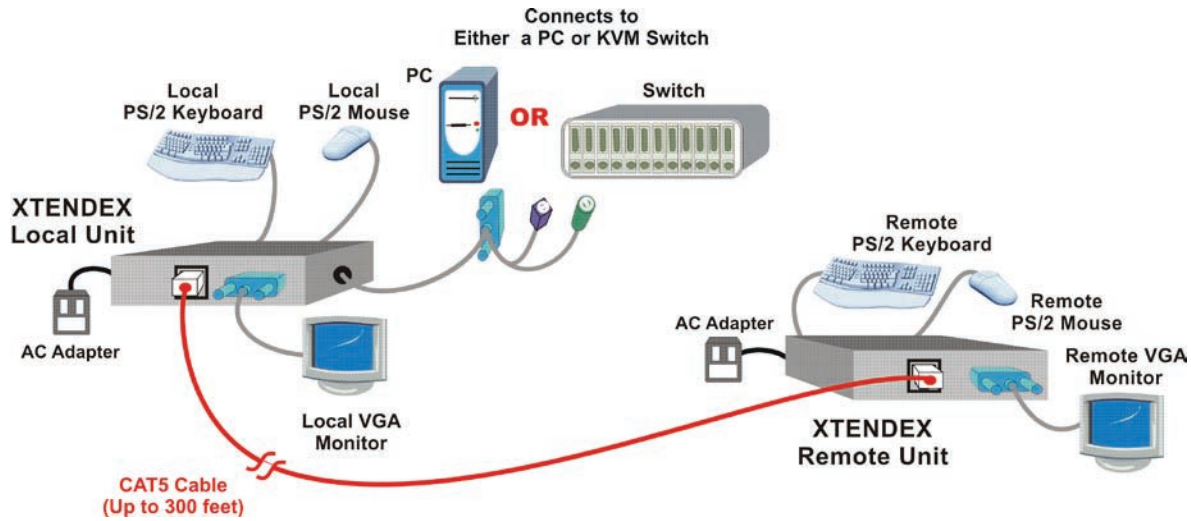 Connects to
Either a PC or KVM Switch
PC
OR
Switch
Local
PS/2 Keyboard
Local
PS/2 Mouse
XTENDEX
Local Unit
AC Adapter
Local VGA
Monitor
CAT5 Cable
(Up to 300 feet)
Remote
PS/2 Keyboard
Remote
PS/2 Mouse
AC Adapter
Remote VGA
Monitor
XTENDEX
Remote Unit